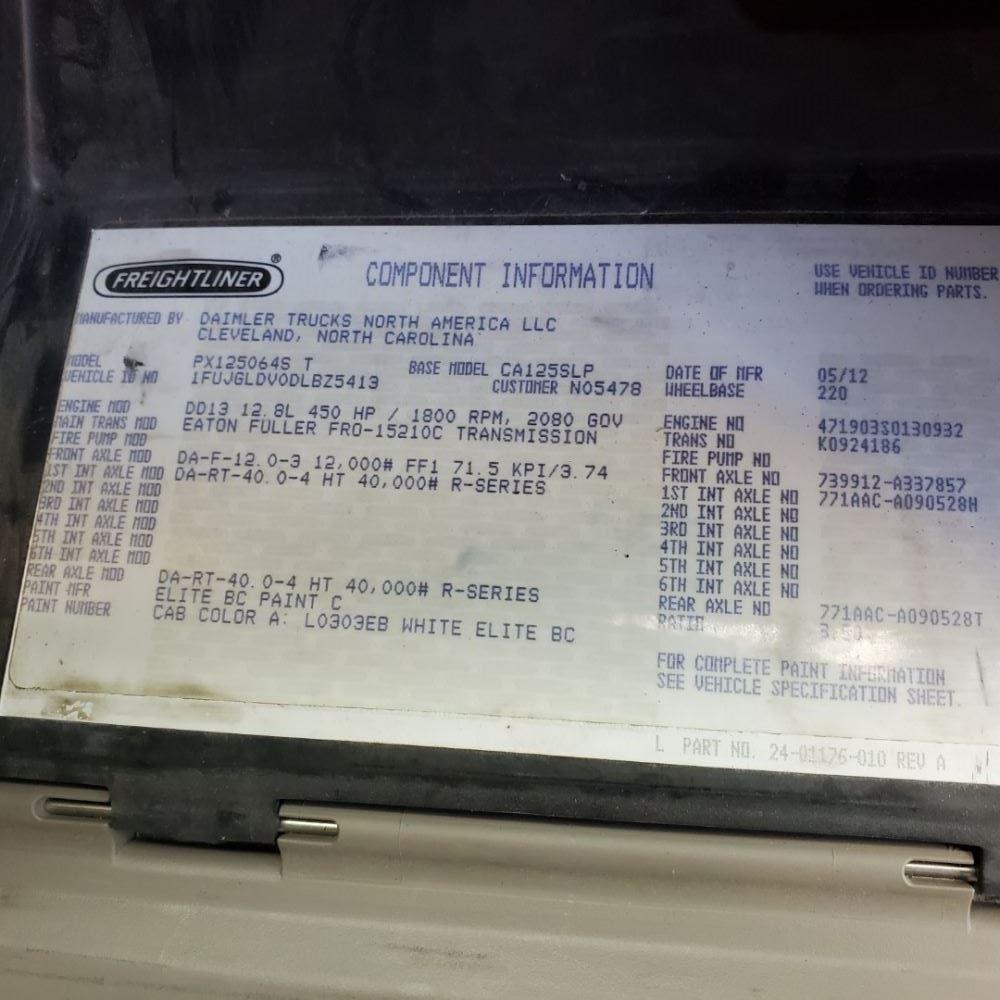 FREIGHTLINER®
COMPONENT INFORMATION
USE VEHICLE ID NUMBER
WHEN ORDERING PARTS.
MANUFACTURED BY DAIMLER TRUCKS NORTH AMERICA LLC
CLEVELAND, NORTH CAROLINA
MODEL PX125064S T BASE MODEL CA125SLP
VEHICLE ID NO 1FUJGLDV0DLBZ5413 CUSTOMER NO 5478
ENGINE MOD DD13 12.8L 450 HP / 1800 RPM, 2080 GOV
MAIN TRANS MOD EATON FULLER FRO-15210C TRANSMISSION
FIRE PUMP MOD
FRONT AXLE MOD DA-F-12.0-3 12,000# FF1 71.5 KPI/3.74
1ST INT AXLE MOD DA-RT-40.0-4 HT 40,000# R-SERIES
2ND INT AXLE MOD
3RD INT AXLE MOD
4TH INT AXLE MOD
5TH INT AXLE MOD
6TH INT AXLE MOD
REAR AXLE MOD DA-RT-40.0-4 HT 40,000# R-SERIES
PAINT MFR ELITE BC PAINT C
PAINT NUMBER CAB COLOR A: L0303EB WHITE ELITE BC
DATE OF MFR 05/12
WHEELBASE 220
ENGINE NO 471903S0130932
TRANS NO K0924186
FIRE PUMP NO
FRONT AXLE NO 739912-A337857
1ST INT AXLE NO 771AAC-A090528H
2ND INT AXLE NO
3RD INT AXLE NO
4TH INT AXLE NO
5TH INT AXLE NO
6TH INT AXLE NO
REAR AXLE NO 771AAC-A090528T
RATIO
FOR COMPLETE PAINT INFORMATION
SEE VEHICLE SPECIFICATION SHEET.
L PART NO. 24-01176-010 REV A